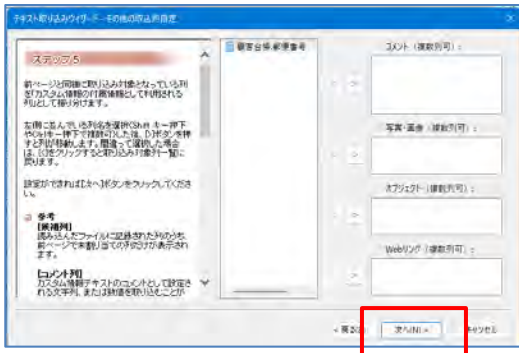 テキスト取り込みウィザード - その他の取込列指定
ステップ5
前ページと同様に取り込み対象となっている列
をカスタム情報の付属情報として利用される
列として振り分けます。
左側に並んでいる列名を選択(Shift キー押下
やCtrlキー押下で複数可)した後、[>]ボタンを押
すと列が移動します。間違って選択した場合
は、[<]をクリックすると取り込み対象列一覧に
戻ります。
設定ができれば[次へ]ボタンをクリックしてくださ
い。
参考
[候補列]
読み込んだファイルに記録された列のうち、
前ページで未割り当ての列だけが表示され
ます。
[コメント列]
カスタム情報テキストのコメントとして設定さ
れる文字列、または数値を取り込むことが
顧客台帳.郵便番号
コメント（複数列可）：
写真・画像（複数列可）：
オブジェクト（複数列可）：
Webリンク（複数列可）：
>
>
>
>
< 戻る(B)
次へ(N) >
キャンセル